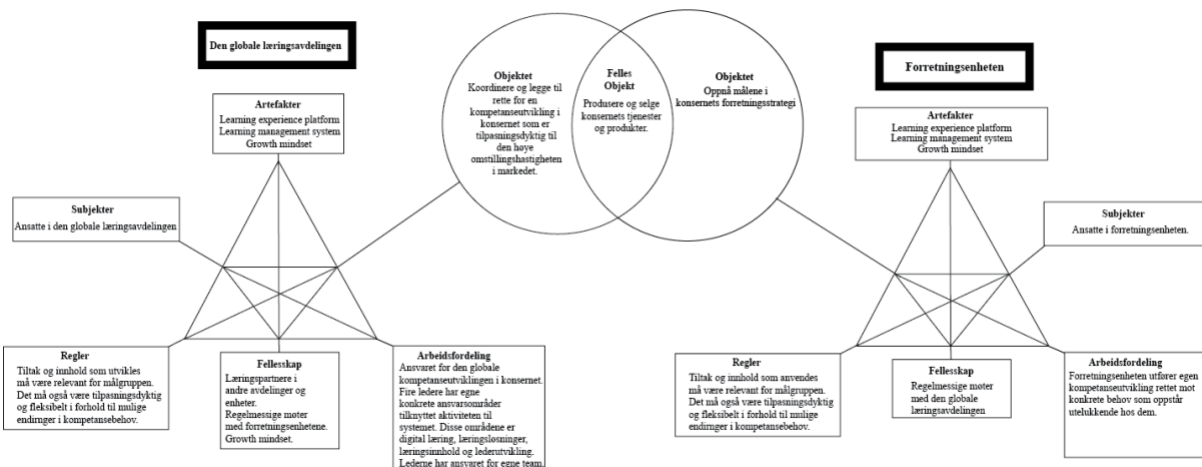 Den globale læringsavdelingen
Artefakter
Learning experience platform
Learning management system
Growth mindset
Subjekter
Ansatte i den globale læringsavdelingen
Regler
Tiltak og innhold som utvikles
må være relevant for målgruppen.
Det må også være tilpasningsdyktig
og fleksibelt i forhold til mulige
endirnger i kompetansebehov.
Fellesskap
Læringspartnere i
andre avdelinger og
enheter.
Regelmessige møter
med forretningsenhetene.
Growth mindset.
Arbeidsfordeling
Ansvaret for den globale
kompetanseutviklingen i konsernet.
Fire ledere har egne
konkrete ansvarsområder
tilknyttet aktiviteten til
systemet. Disse områdene er
digital læring, læringsløsninger,
læringsinnhold og lederutvikling.
Lederne har ansvaret for egne team.
Objektet
Koordinere og legge til
rette for en
kompetanseutvikling i
konsernet som er
tilpasningsdyktig til
den høye
omstillingshastigheten
i markedet.
Felles
Objekt
Produsere og selge
konsernets tjenester
og produkter.
Objektet
Oppnå målene i
konsernets forretningsstrategi
Forretningsenheten
Artefakter
Learning experience platform
Learning management system
Growth mindset
Subjekter
Ansatte i forretningsenheten.
Regler
Tiltak og innhold som anvendes
må være relevant for målgruppen.
Det må også være tilpasningsdyktig
og fleksibelt i forhold til mulige
endirnger i kompetansebehov.
Fellesskap
Regelmessige møter
med den globale
læringsavdelingen
Arbeidsfordeling
Forretningsenheten utfører egen
kompetanseutvikling rettet mot
konkrete behov som oppstår
utelukkende hos dem.